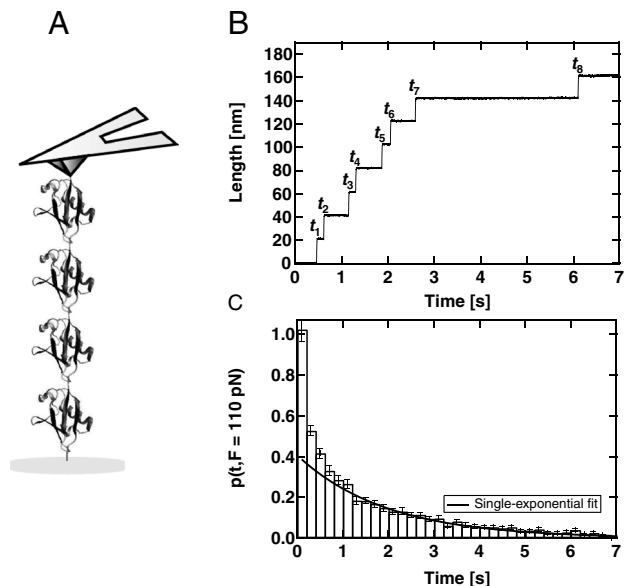 A
B
Length [nm]
180
160
140
120
100
80
60
40
20
0
t1
t2
t3
t4
t5
t6
t7
t8
0 1 2 3 4 5 6 7
Time [s]
C
p(t,F = 110 pN)
1.0
0.8
0.6
0.4
0.2
0.0
Single-exponential fit
0 1 2 3 4 5 6 7
Time [s]